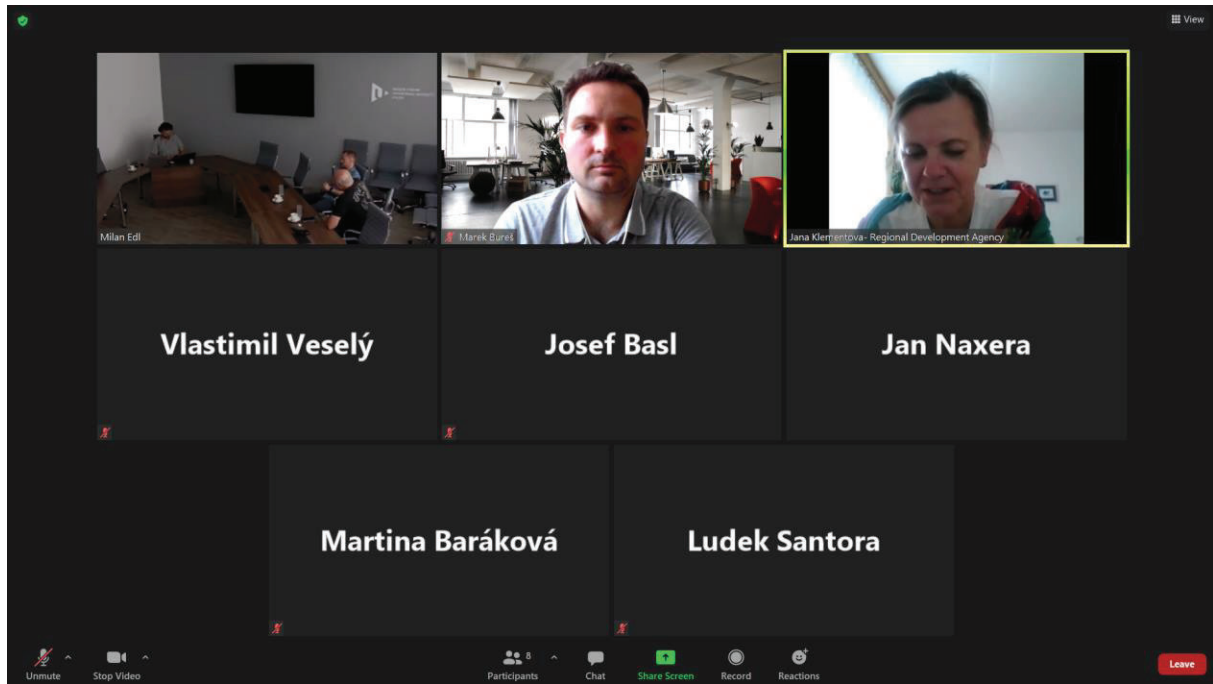 View
Milan Edl
Marek Bureš
Jana Klementova- Regional Development Agency
Vlastimil Veselý
Josef Basl
Jan Naxera
Martina Baráková
Ludek Santora
Unmute
Stop Video
Participants
8
Chat
Share Screen
Record
Reactions
Leave